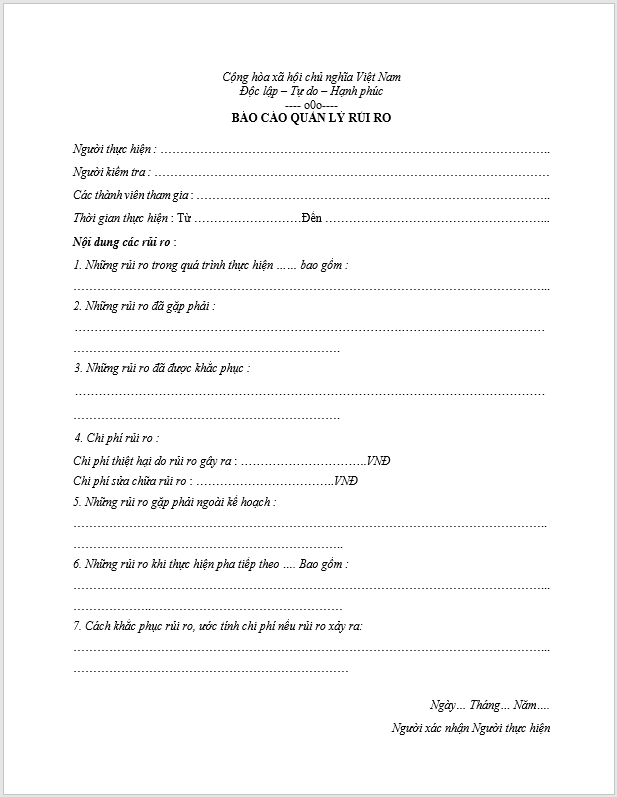 Cộng hòa xã hội chủ nghĩa Việt Nam
Độc lập – Tự do – Hạnh phúc
---- o0o----
BÁO CÁO QUẢN LÝ RỦI RO
Người thực hiện : ……………………………………………………………………………………..
Người kiểm tra : ………………………………………………………………………………………
Các thành viên tham gia : ……………………………………………………………………………..
Thời gian thực hiện : Từ ………………………Đến ………………………………………………...
Nội dung các rủi ro :
1. Những rủi ro trong quá trình thực hiện …… bao gồm :
………………………………………………………………………………………………………...
2. Những rủi ro đã gặp phải :
………………………………………………………………………………………………………
…………………………………………………………
3. Những rủi ro đã được khắc phục :
………………………………………………………………………………………………………
…………………………………………………………
4. Chi phí rủi ro :
Chi phí thiệt hại do rủi ro gây ra : ………………………….VNĐ
Chi phí sửa chữa rủi ro : ……………………………..VNĐ
5. Những rủi ro gặp phải ngoài kế hoạch :
………………………………………………………………………………………………………..
…………………………………………………………..
6. Những rủi ro khi thực hiện pha tiếp theo …. Bao gồm :
………………………………………………………………………………………………………...
………………..…………………………………………
7. Cách khắc phục rủi ro, ước tính chi phí nếu rủi ro xảy ra:
………………………………………………………………………………………………………...
……………………………………………………………
Ngày… Tháng… Năm….
Người xác nhận Người thực hiện